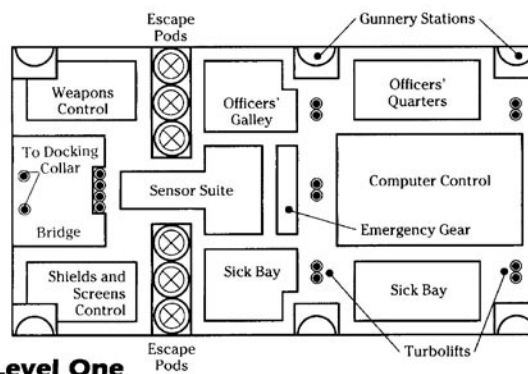 Escape
Pods
Gunnery Stations
Weapons
Control
Officers'
Galley
Officers'
Quarters
To Docking
Collar
Sensor Suite
Computer Control
Bridge
Emergency Gear
Shields and
Screens
Control
Sick Bay
Sick Bay
Escape
Pods
Turbolifts
Level One